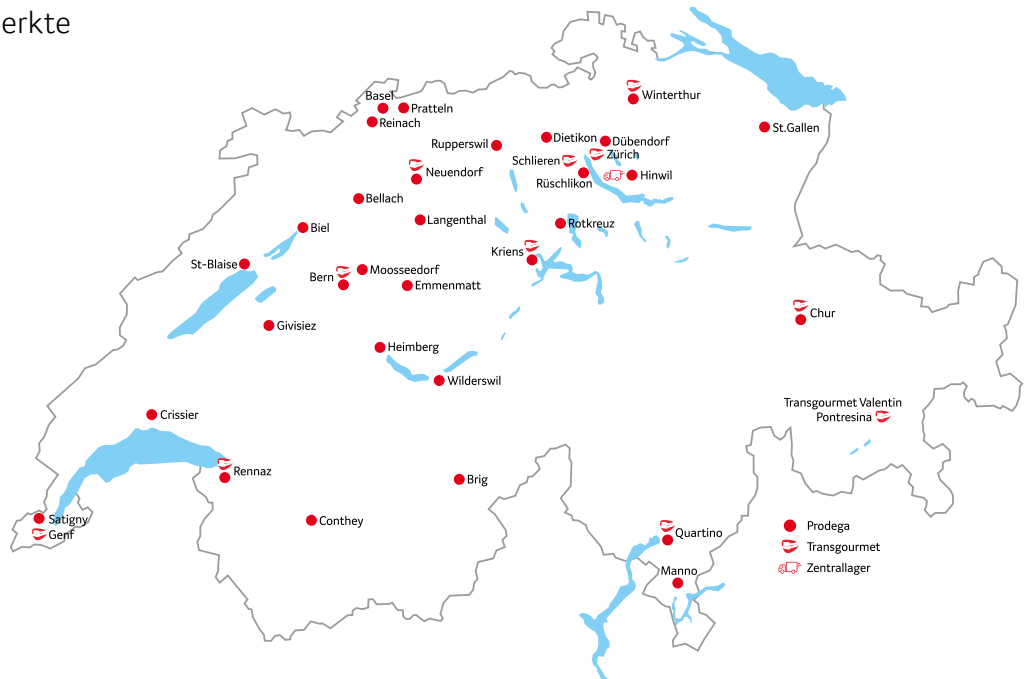 erkte
Basel
Pratteln
Reinach
Winterthur
St.Gallen
Rupperswil
Dietikon
Dübendorf
Zürich
Schlieren
Neuendorf
Rüschlikon
Hinwil
Bellach
Langenthal
Rotkreuz
Biel
Kriens
St-Blaise
Bern
Moosseedorf
Emmenmatt
Chur
Givisiez
Heimberg
Wilderswil
Transgourmet Valentin
Pontresina
Crissier
Rennaz
Brig
Satigny
Genf
Conthey
Quartino
Manno
Prodega
Transgourmet
Zentrallager